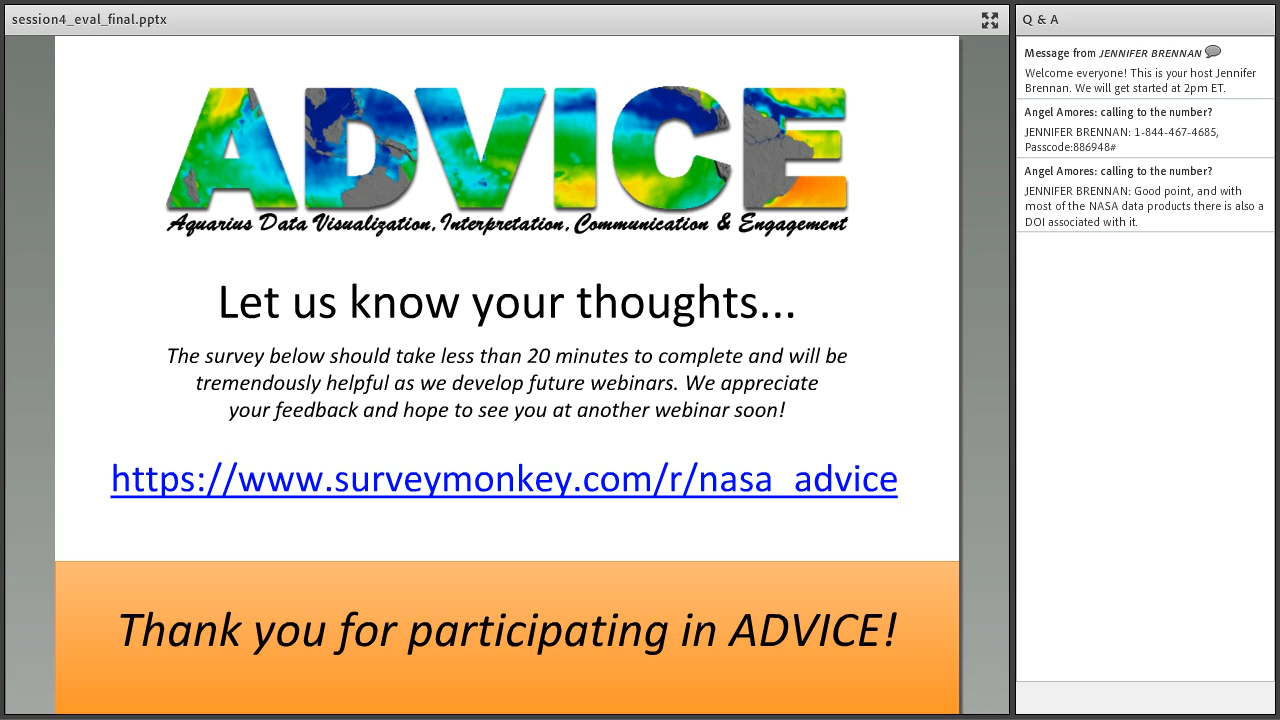 session4_eval_final.pptx
ADVICE
Aquarius Data Visualization, Interpretation, Communication & Engagement
Let us know your thoughts...
The survey below should take less than 20 minutes to complete and will be
tremendously helpful as we develop future webinars. We appreciate
your feedback and hope to see you at another webinar soon!
https://www.surveymonkey.com/r/nasa_advice
Thank you for participating in ADVICE!
Q & A
Message from JENNIFER BRENNAN
Welcome everyone! This is your host Jennifer
Brennan. We will get started at 2pm ET.
Angel Amores: calling to the number?
JENNIFER BRENNAN: 1-844-467-4685,
Passcode:886948#
Angel Amores: calling to the number?
JENNIFER BRENNAN: Good point, and with
most of the NASA data products there is also a
DOI associated with it.